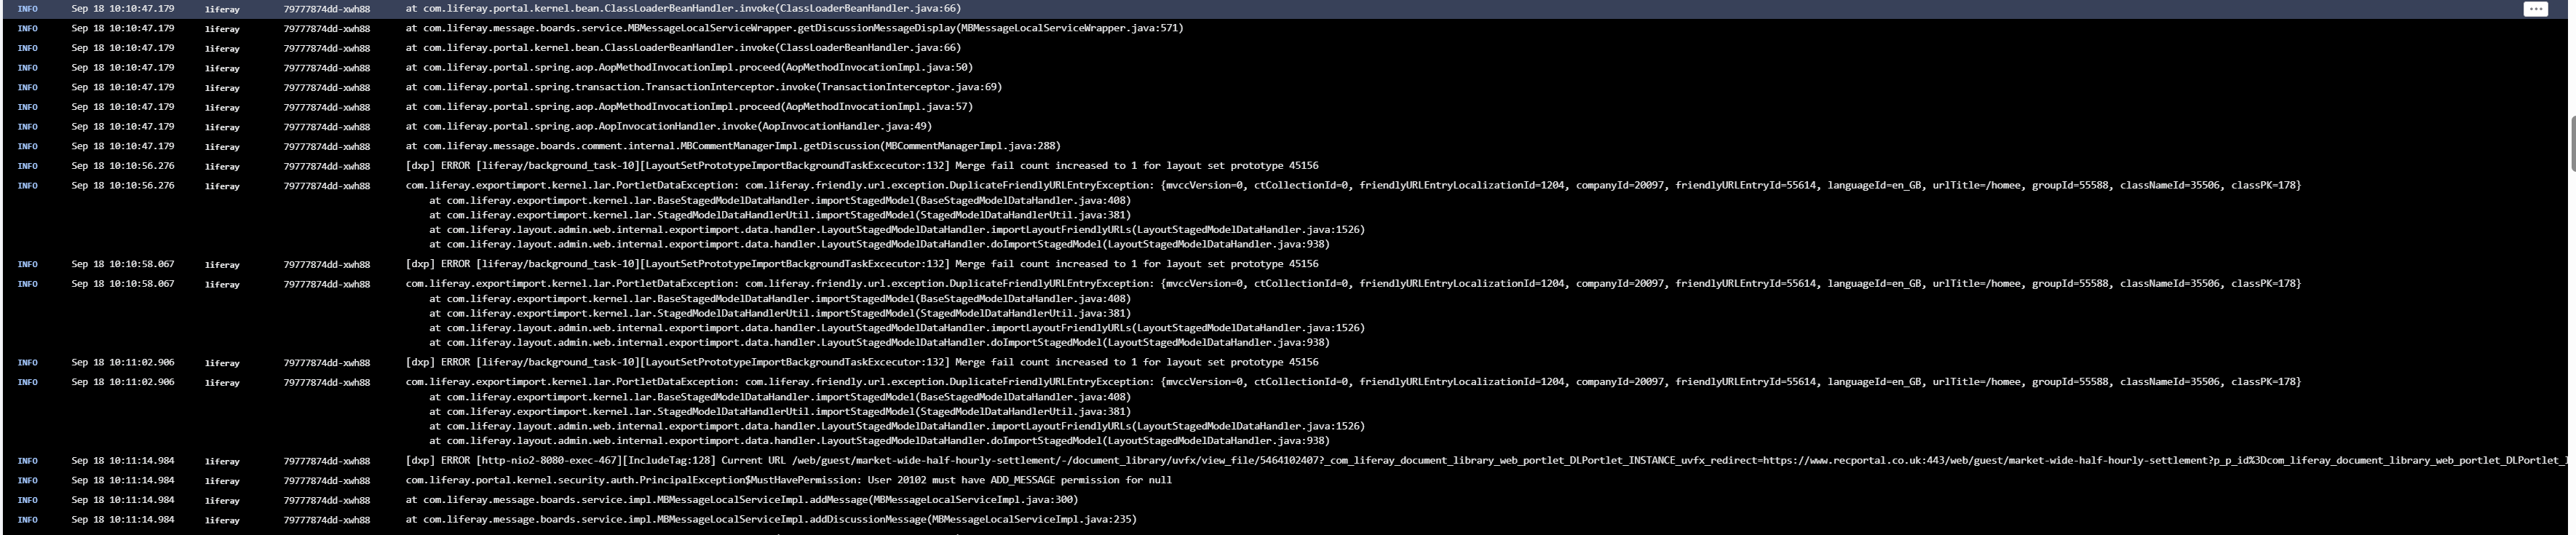 INFO Sep 18 10:10:47.179 liferay 79777874dd-xwh88 at com.liferay.portal.kernel.bean.ClassLoaderBeanHandler.invoke(ClassLoaderBeanHandler.java:66)
INFO Sep 18 10:10:47.179 liferay 79777874dd-xwh88 at com.liferay.message.boards.service.MBMessageLocalServiceWrapper.getDiscussionMessageDisplay(MBMessageLocalServiceWrapper.java:571)
INFO Sep 18 10:10:47.179 liferay 79777874dd-xwh88 at com.liferay.portal.kernel.bean.ClassLoaderBeanHandler.invoke(ClassLoaderBeanHandler.java:66)
INFO Sep 18 10:10:47.179 liferay 79777874dd-xwh88 at com.liferay.portal.spring.aop.AopMethodInvocationImpl.proceed(AopMethodInvocationImpl.java:50)
INFO Sep 18 10:10:47.179 liferay 79777874dd-xwh88 at com.liferay.portal.spring.transaction.TransactionInterceptor.invoke(TransactionInterceptor.java:69)
INFO Sep 18 10:10:47.179 liferay 79777874dd-xwh88 at com.liferay.portal.spring.aop.AopMethodInvocationImpl.proceed(AopMethodInvocationImpl.java:57)
INFO Sep 18 10:10:47.179 liferay 79777874dd-xwh88 at com.liferay.portal.spring.aop.AopInvocationHandler.invoke(AopInvocationHandler.java:49)
INFO Sep 18 10:10:47.179 liferay 79777874dd-xwh88 at com.liferay.message.boards.comment.internal.MBCommentManagerImpl.getDiscussion(MBCommentManagerImpl.java:288)
INFO Sep 18 10:10:56.276 liferay 79777874dd-xwh88 [dxp] ERROR [liferay/background_task-10][LayoutSetPrototypeImportBackgroundTaskExcecutor:132] Merge fail count increased to 1 for layout set prototype 45156
INFO Sep 18 10:10:56.276 liferay 79777874dd-xwh88 com.liferay.exportimport.kernel.lar.PortletDataException: com.liferay.friendly.url.exception.DuplicateFriendlyURLEntryException: {mvccVersion=0, ctCollectionId=0, friendlyURLEntryLocalizationId=1204, companyId=20097, friendlyURLEntryId=55614, languageId=en_GB, urlTitle=/homee, groupId=55588, classNameId=35506, classPK=178}
at com.liferay.exportimport.kernel.lar.BaseStagedModelDataHandler.importStagedModel(BaseStagedModelDataHandler.java:408)
at com.liferay.exportimport.kernel.lar.StagedModelDataHandlerUtil.importStagedModel(StagedModelDataHandlerUtil.java:381)
at com.liferay.layout.admin.web.internal.exportimport.data.handler.LayoutStagedModelDataHandler.importLayoutFriendlyURLs(LayoutStagedModelDataHandler.java:1526)
at com.liferay.layout.admin.web.internal.exportimport.data.handler.LayoutStagedModelDataHandler.doImportStagedModel(LayoutStagedModelDataHandler.java:938)
INFO Sep 18 10:10:58.067 liferay 79777874dd-xwh88 [dxp] ERROR [liferay/background_task-10][LayoutSetPrototypeImportBackgroundTaskExcecutor:132] Merge fail count increased to 1 for layout set prototype 45156
INFO Sep 18 10:10:58.067 liferay 79777874dd-xwh88 com.liferay.exportimport.kernel.lar.PortletDataException: com.liferay.friendly.url.exception.DuplicateFriendlyURLEntryException: {mvccVersion=0, ctCollectionId=0, friendlyURLEntryLocalizationId=1204, companyId=20097, friendlyURLEntryId=55614, languageId=en_GB, urlTitle=/homee, groupId=55588, classNameId=35506, classPK=178}
at com.liferay.exportimport.kernel.lar.BaseStagedModelDataHandler.importStagedModel(BaseStagedModelDataHandler.java:408)
at com.liferay.exportimport.kernel.lar.StagedModelDataHandlerUtil.importStagedModel(StagedModelDataHandlerUtil.java:381)
at com.liferay.layout.admin.web.internal.exportimport.data.handler.LayoutStagedModelDataHandler.importLayoutFriendlyURLs(LayoutStagedModelDataHandler.java:1526)
at com.liferay.layout.admin.web.internal.exportimport.data.handler.LayoutStagedModelDataHandler.doImportStagedModel(LayoutStagedModelDataHandler.java:938)
INFO Sep 18 10:11:02.906 liferay 79777874dd-xwh88 [dxp] ERROR [liferay/background_task-10][LayoutSetPrototypeImportBackgroundTaskExcecutor:132] Merge fail count increased to 1 for layout set prototype 45156
INFO Sep 18 10:11:02.906 liferay 79777874dd-xwh88 com.liferay.exportimport.kernel.lar.PortletDataException: com.liferay.friendly.url.exception.DuplicateFriendlyURLEntryException: {mvccVersion=0, ctCollectionId=0, friendlyURLEntryLocalizationId=1204, companyId=20097, friendlyURLEntryId=55614, languageId=en_GB, urlTitle=/homee, groupId=55588, classNameId=35506, classPK=178}
at com.liferay.exportimport.kernel.lar.BaseStagedModelDataHandler.importStagedModel(BaseStagedModelDataHandler.java:408)
at com.liferay.exportimport.kernel.lar.StagedModelDataHandlerUtil.importStagedModel(StagedModelDataHandlerUtil.java:381)
at com.liferay.layout.admin.web.internal.exportimport.data.handler.LayoutStagedModelDataHandler.importLayoutFriendlyURLs(LayoutStagedModelDataHandler.java:1526)
at com.liferay.layout.admin.web.internal.exportimport.data.handler.LayoutStagedModelDataHandler.doImportStagedModel(LayoutStagedModelDataHandler.java:938)
INFO Sep 18 10:11:14.984 liferay 79777874dd-xwh88 [dxp] ERROR [http-nio2-8080-exec-467][IncludeTag:128] Current URL /web/guest/market-wide-half-hourly-settlement/-/document_library/uvfx/view_file/5464102407?_com_liferay_document_library_web_portlet_DLPortlet_INSTANCE_uvfx_redirect=https://www.recportal.co.uk:443/web/guest/market-wide-half-hourly-settlement?p_p_id%3Dcom_liferay_document_library_web_portlet_DLPortlet_
INFO Sep 18 10:11:14.984 liferay 79777874dd-xwh88 com.liferay.portal.kernel.security.auth.PrincipalException$MustHavePermission: User 20102 must have ADD_MESSAGE permission for null
INFO Sep 18 10:11:14.984 liferay 79777874dd-xwh88 at com.liferay.message.boards.service.impl.MBMessageLocalServiceImpl.addMessage(MBMessageLocalServiceImpl.java:300)
INFO Sep 18 10:11:14.984 liferay 79777874dd-xwh88 at com.liferay.message.boards.service.impl.MBMessageLocalServiceImpl.addDiscussionMessage(MBMessageLocalServiceImpl.java:235)